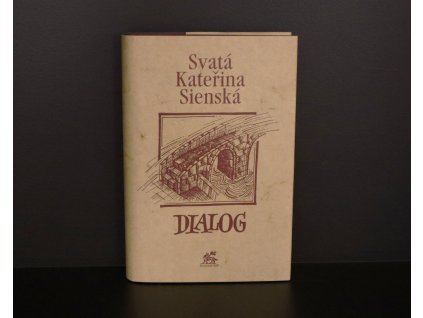 Svatá
Kateřina
Sienská
DIALOG